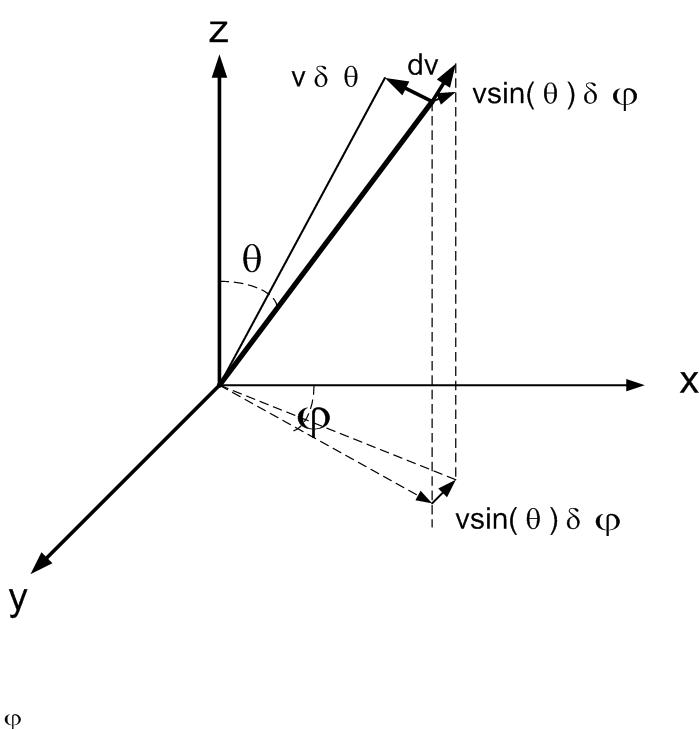 z
v δ θ
dv
vsin( θ ) δ φ
θ
x
φ
vsin( θ ) δ φ
y
φ